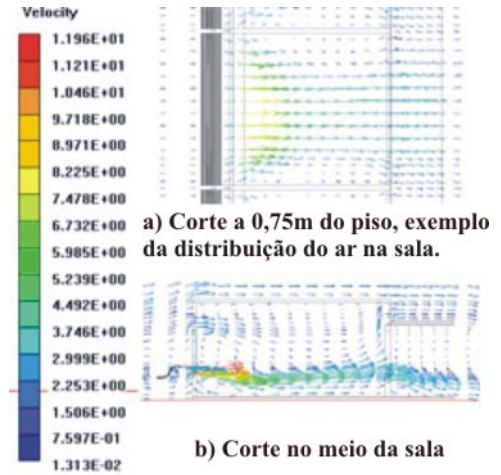 Velocity
1.196E+01
1.121E+01
1.046E+01
9.718E+00
8.971E+00
8.225E+00
7.478E+00
6.732E+00
5.985E+00
5.239E+00
4.492E+00
3.746E+00
2.999E+00
2.253E+00
1.506E+00
7.597E-01
1.313E-02
a) Corte a 0,75m do piso, exemplo
da distribuição do ar na sala.
b) Corte no meio da sala